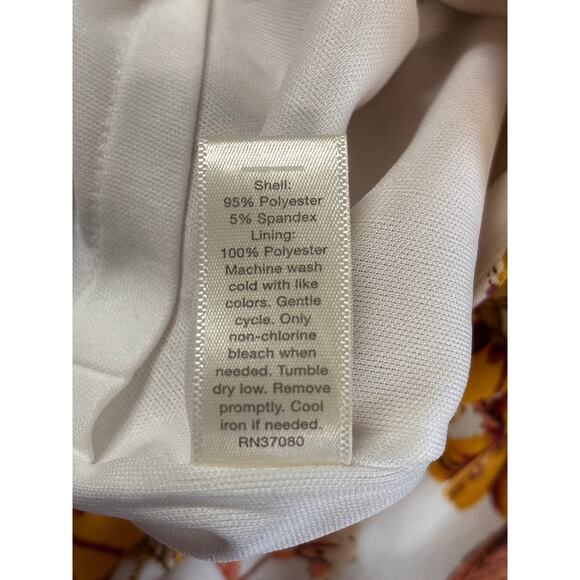 Shell:
95% Polyester
5% Spandex
Lining:
100% Polyester
Machine wash
cold with like
colors. Gentle
cycle. Only
non-chlorine
bleach when
needed. Tumble
dry low. Remove
promptly. Cool
iron if needed.
RN37080